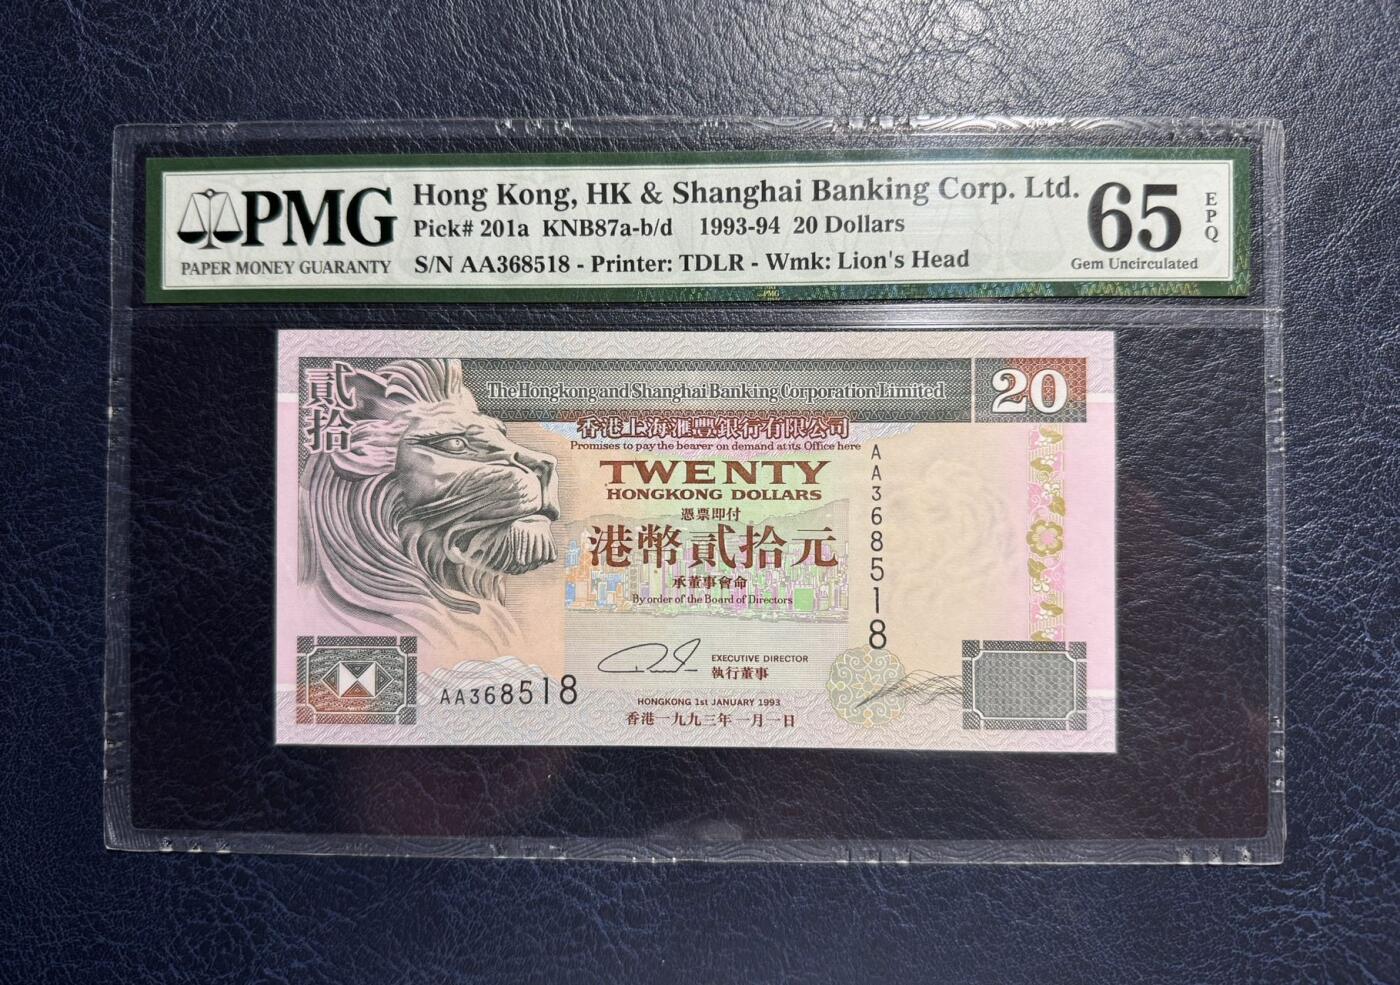 PMG
PAPER MONEY GUARANTY
Hong Kong, HK & Shanghai Banking Corp. Ltd.
Pick# 201a KNB87a-b/d 1993-94 20 Dollars
S/N AA368518 - Printer: TDLR - Wmk: Lion's Head
65
EPQ
Gem Uncirculated
PMG
貳拾
The Hongkong and Shanghai Banking Corporation Limited
20
香港上海滙豐銀行有限公司
Promises to pay the bearer on demand at its Office here
TWENTY
HONGKONG DOLLARS
憑票即付
港幣貳拾元
承董事會命
By order of the Board of Directors
AA368518
EXECUTIVE DIRECTOR
執行董事
AA368518
HONGKONG 1st JANUARY 1993
香港一九九三年一月一日